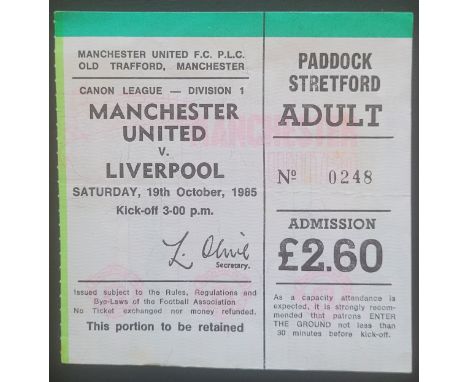 MANCHESTER UNITED F.C. P.L.C.
OLD TRAFFORD, MANCHESTER
CANON LEAGUE — DIVISION 1
MANCHESTER
UNITED
V.
LIVERPOOL
SATURDAY, 19th October, 1985
Kick-off 3-00 p.m.
L. Olive
Secretary.
Issued subject to the Rules, Regulations and
Bye-Laws of the Football Association
No Ticket exchanged nor money refunded.
This portion to be retained
PADDOCK
STRETFORD
ADULT
Nº 0248
ADMISSION
£2.60
As a capacity attendance is
expected, it is strongly recom-
mended that patrons ENTER
THE GROUND not less than
30 minutes before kick-off.